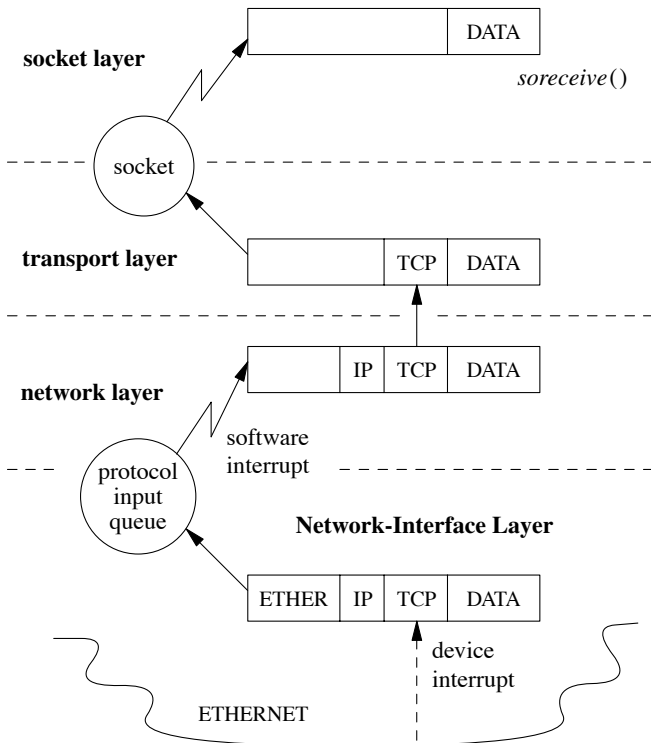 DATA
socket layer
soreceive()
socket
transport layer
TCP DATA
IP TCP DATA
network layer
software
interrupt
protocol
input
queue
Network-Interface Layer
ETHER IP TCP DATA
device
interrupt
ETHERNET